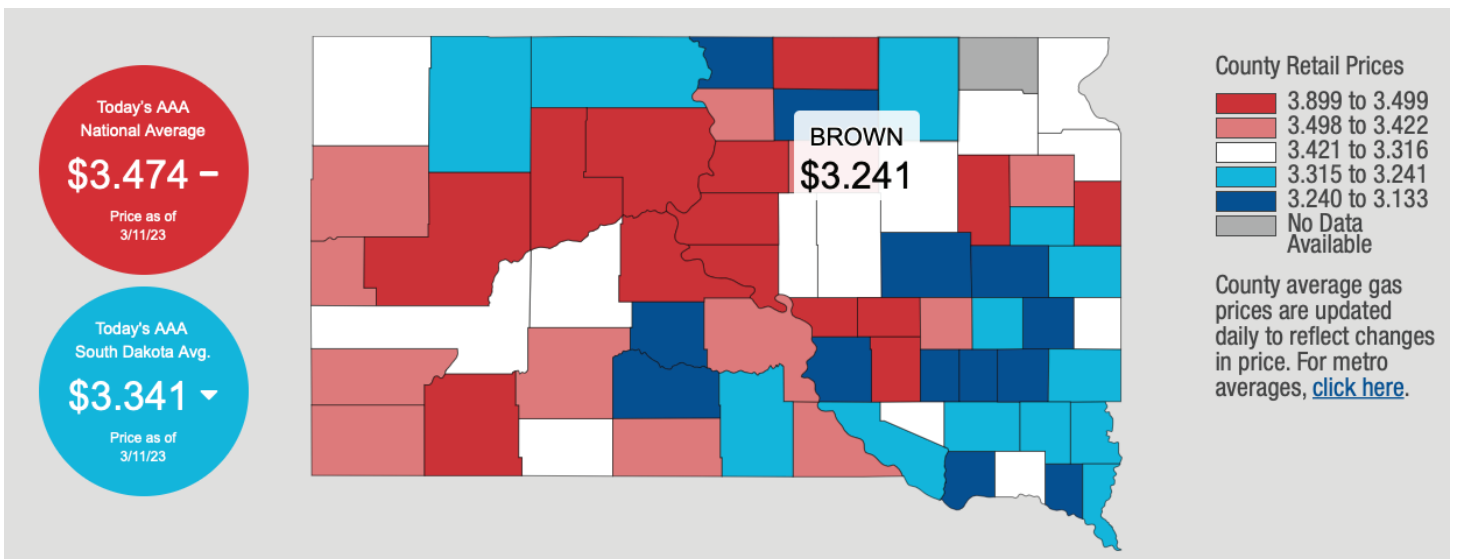 Today's AAA
National Average
$3.474 –
Price as of
3/11/23
Today's AAA
South Dakota Avg.
$3.341
Price as of
3/11/23
BROWN
$3.241
County Retail Prices
3.899 to 3.499
3.498 to 3.422
3.421 to 3.316
3.315 to 3.241
3.240 to 3.133
No Data
Available
County average gas
prices are updated
daily to reflect changes
in price. For metro
averages, click here.